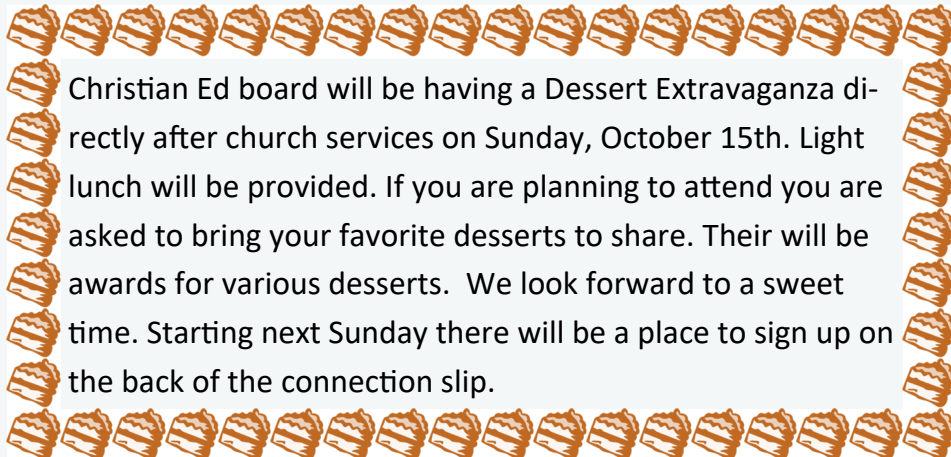 Christian Ed board will be having a Dessert Extravaganza di-
rectly after church services on Sunday, October 15th. Light
lunch will be provided. If you are planning to attend you are
asked to bring your favorite desserts to share. Their will be
awards for various desserts.  We look forward to a sweet
time. Starting next Sunday there will be a place to sign up on
the back of the connection slip.